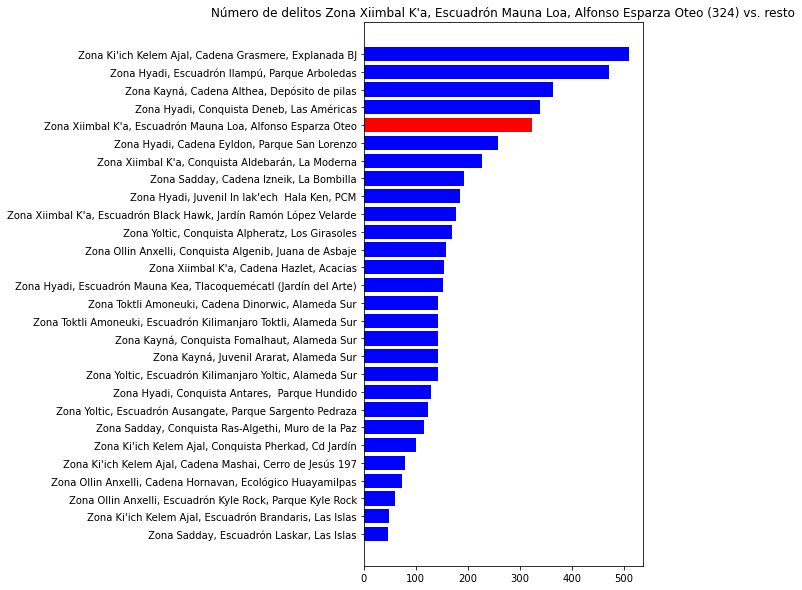 Número de delitos Zona Xiimbal K'a, Escuadrón Mauna Loa, Alfonso Esparza Oteo (324) vs. resto
Zona Ki'ich Kelem Ajal, Cadena Grasmere, Explanada BJ
Zona Hyadi, Escuadrón Ilampú, Parque Arboledas
Zona Kayná, Cadena Althea, Depósito de pilas
Zona Hyadi, Conquista Deneb, Las Américas
Zona Xiimbal K'a, Escuadrón Mauna Loa, Alfonso Esparza Oteo
Zona Hyadi, Cadena Eyldon, Parque San Lorenzo
Zona Xiimbal K'a, Conquista Aldebarán, La Moderna
Zona Sadday, Cadena Izneik, La Bombilla
Zona Hyadi, Juvenil In lak'ech  Hala Ken, PCM
Zona Xiimbal K'a, Escuadrón Black Hawk, Jardín Ramón López Velarde
Zona Yoltic, Conquista Alpheratz, Los Girasoles
Zona Ollin Anxelli, Conquista Algenib, Juana de Asbaje
Zona Xiimbal K'a, Cadena Hazlet, Acacias
Zona Hyadi, Escuadrón Mauna Kea, Tlacoquemécatl (Jardín del Arte)
Zona Toktli Amoneuki, Cadena Dinorwic, Alameda Sur
Zona Toktli Amoneuki, Escuadrón Kilimanjaro Toktli, Alameda Sur
Zona Kayná, Conquista Fomalhaut, Alameda Sur
Zona Kayná, Juvenil Ararat, Alameda Sur
Zona Yoltic, Escuadrón Kilimanjaro Yoltic, Alameda Sur
Zona Hyadi, Conquista Antares,  Parque Hundido
Zona Yoltic, Escuadrón Ausangate, Parque Sargento Pedraza
Zona Sadday, Conquista Ras-Algethi, Muro de la Paz
Zona Ki'ich Kelem Ajal, Conquista Pherkad, Cd Jardín
Zona Ki'ich Kelem Ajal, Cadena Mashai, Cerro de Jesús 197
Zona Ollin Anxelli, Cadena Hornavan, Ecológico Huayamilpas
Zona Ollin Anxelli, Escuadrón Kyle Rock, Parque Kyle Rock
Zona Ki'ich Kelem Ajal, Escuadrón Brandaris, Las Islas
Zona Sadday, Escuadrón Laskar, Las Islas
0 100 200 300 400 500